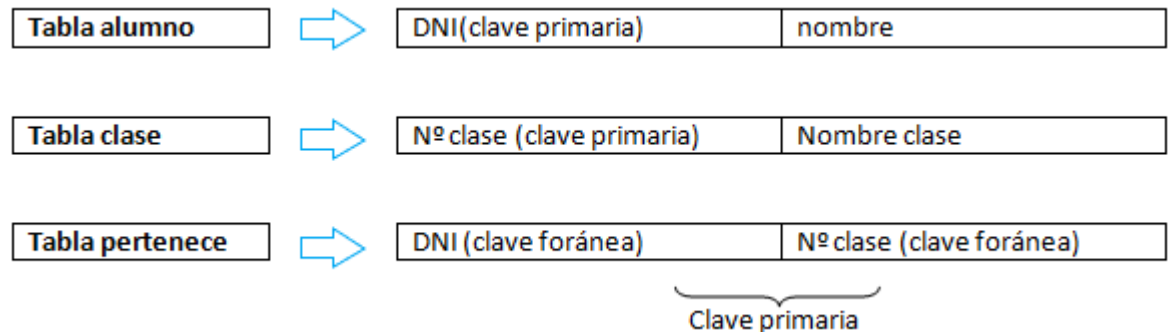 Tabla alumno DNI(clave primaria) nombre
Tabla clase Nº clase (clave primaria) Nombre clase
Tabla pertenece DNI (clave foránea) Nº clase (clave foránea)
Clave primaria